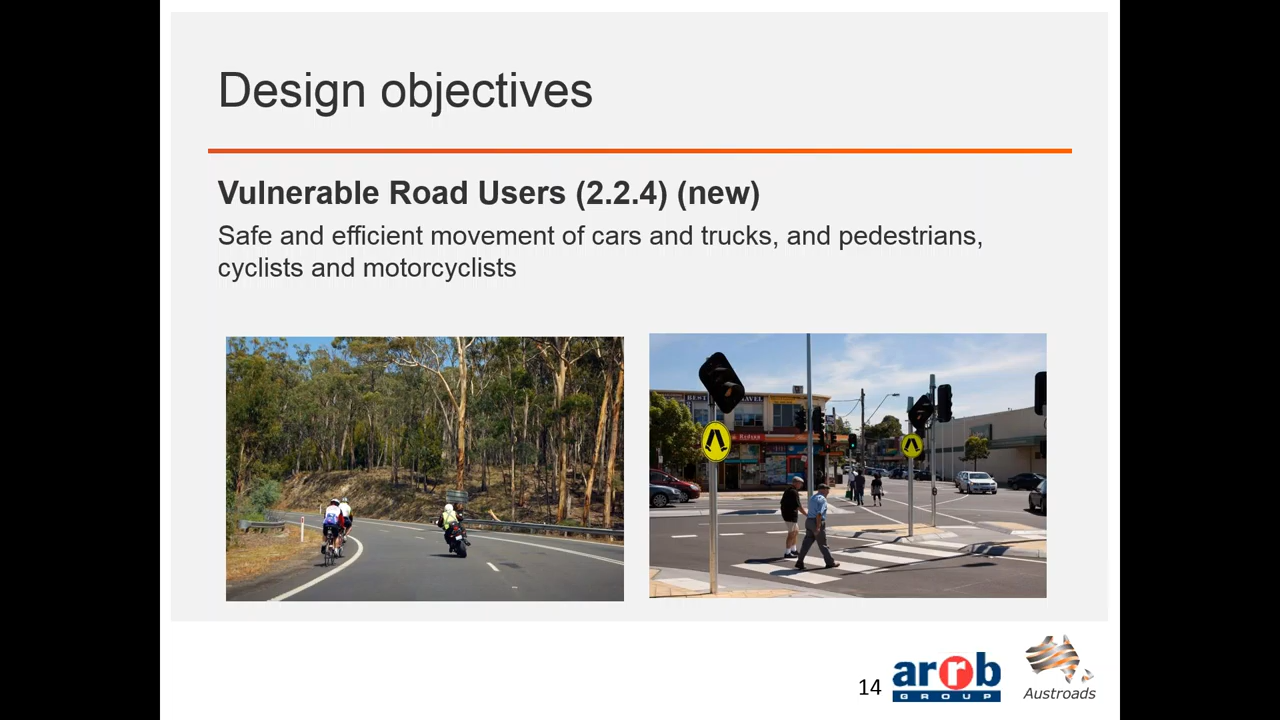 Design objectives
Vulnerable Road Users (2.2.4) (new)
Safe and efficient movement of cars and trucks, and pedestrians,
cyclists and motorcyclists
14
arrb
GROUP
Austroads